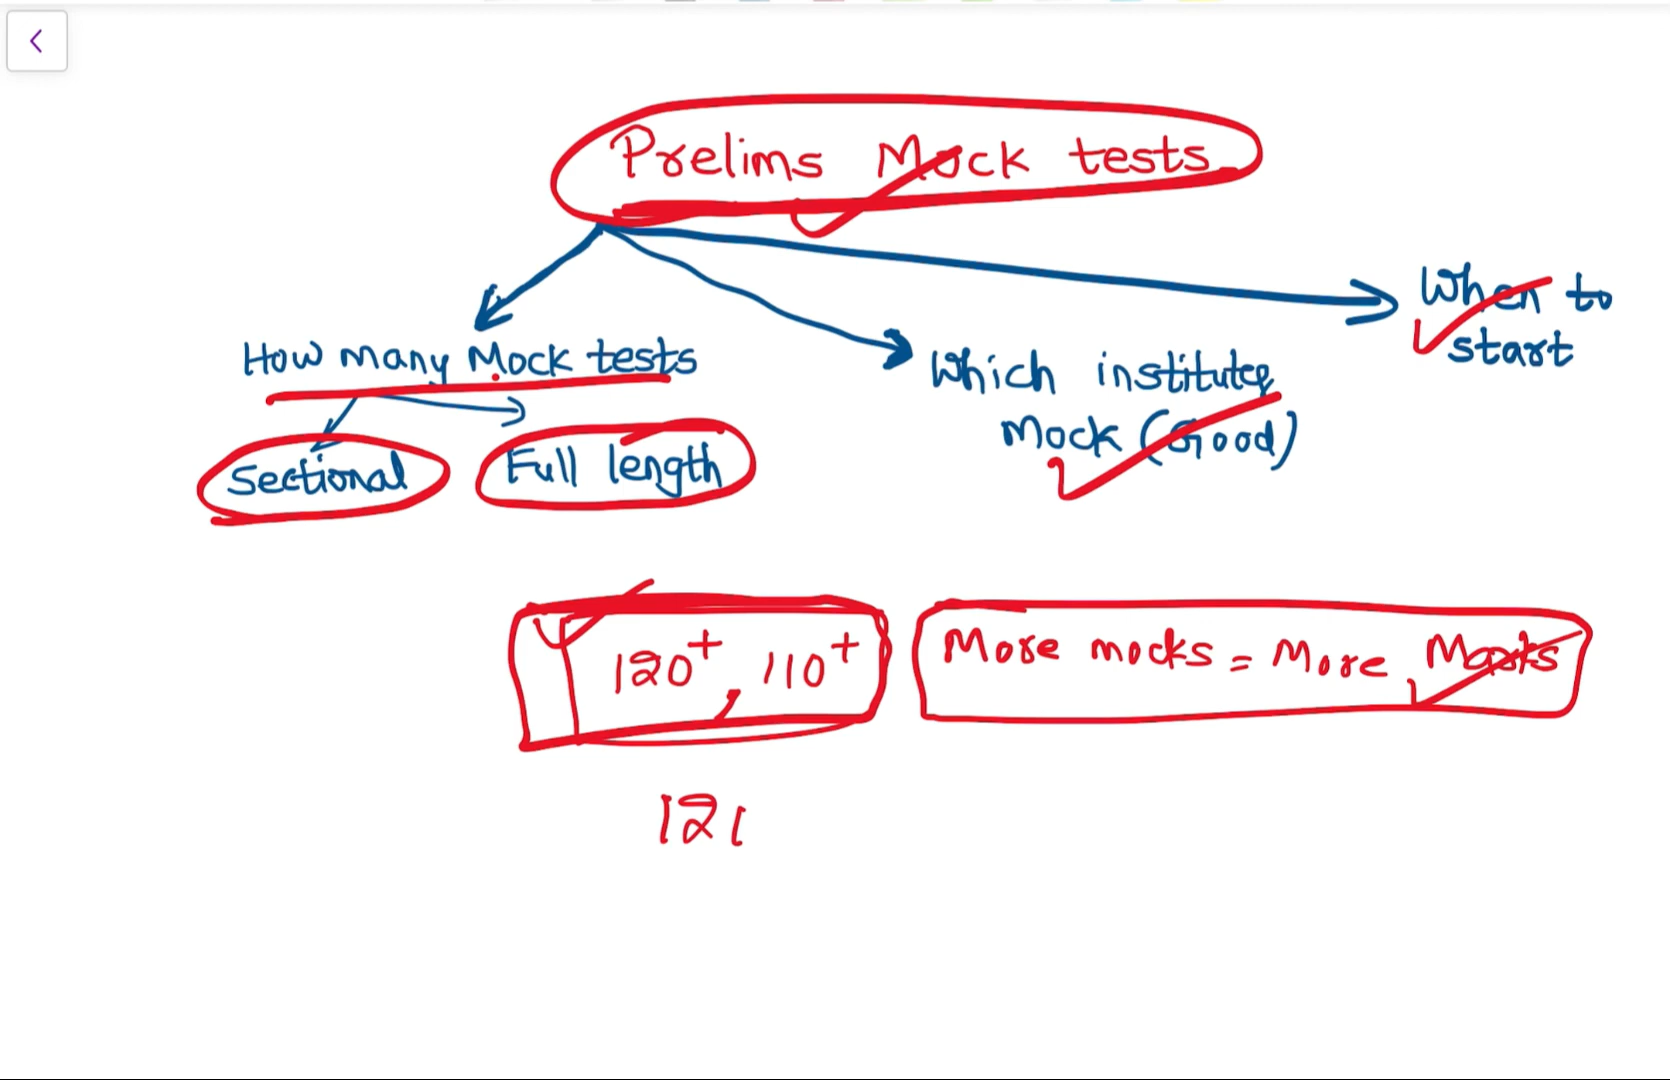 Prelims Mock tests
When to
start
How many Mock tests
Which institutes
Mock (Good)
Sectional
Full length
120+, 110+
More mocks = More Marks
121